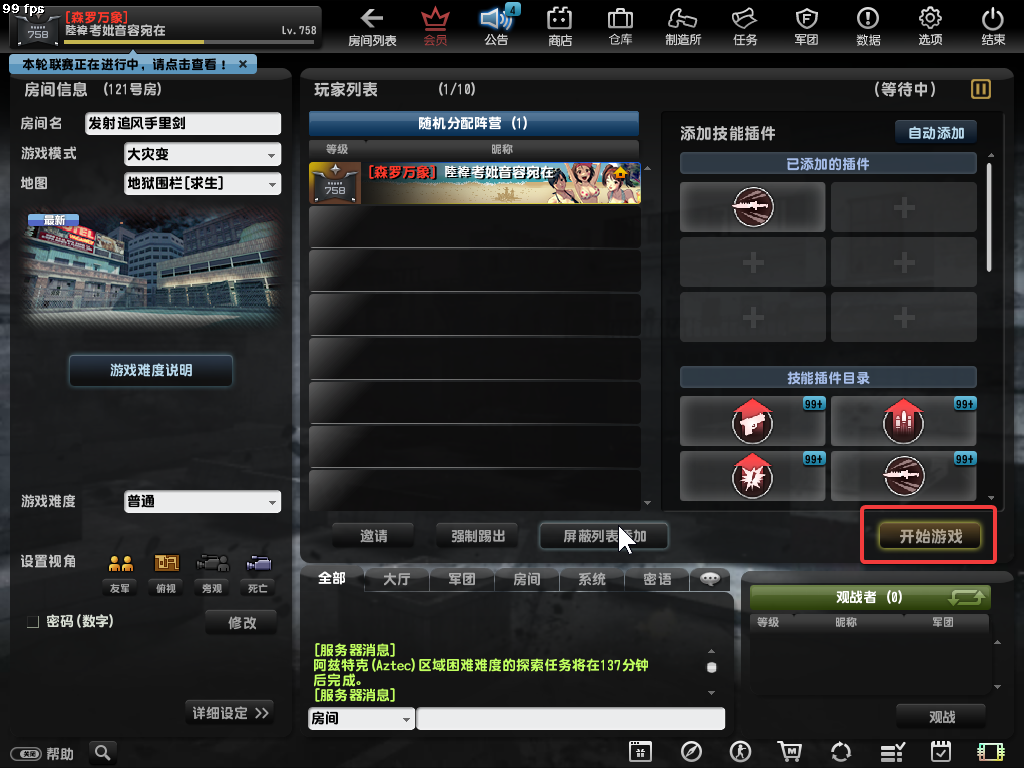 99 fps
758
[森罗万象]
陸褘考妣音容宛在
Lv.758
房间列表
会员
4
公告
商店
仓库
制造所
任务
军团
数据
选项
结束
本轮联赛正在进行中，请点击查看！ ×
房间信息 (121号房)
房间名 发射追风手里剑
游戏模式 大灾变
地图 地狱围栏[求生]
最新
游戏难度说明
游戏难度 普通
设置视角
友军 俯视 旁观 死亡
密码(数字)
修改
详细设定 >>
帮助
玩家列表 (1/10)
(等待中)
随机分配阵营 (1)
等级 昵称
758
[森罗万象] 陸褘考妣音容宛在
邀请
强制踢出
屏蔽列表添加
添加技能插件
自动添加
已添加的插件
技能插件目录
99+
99+
99+
99+
开始游戏
全部 大厅 军团 房间 系统 密语
[服务器消息]
阿兹特克(Aztec)区域困难难度的探索任务将在137分钟
后完成。
[服务器消息]
房间
观战者 (0)
等级 昵称 军团
观战